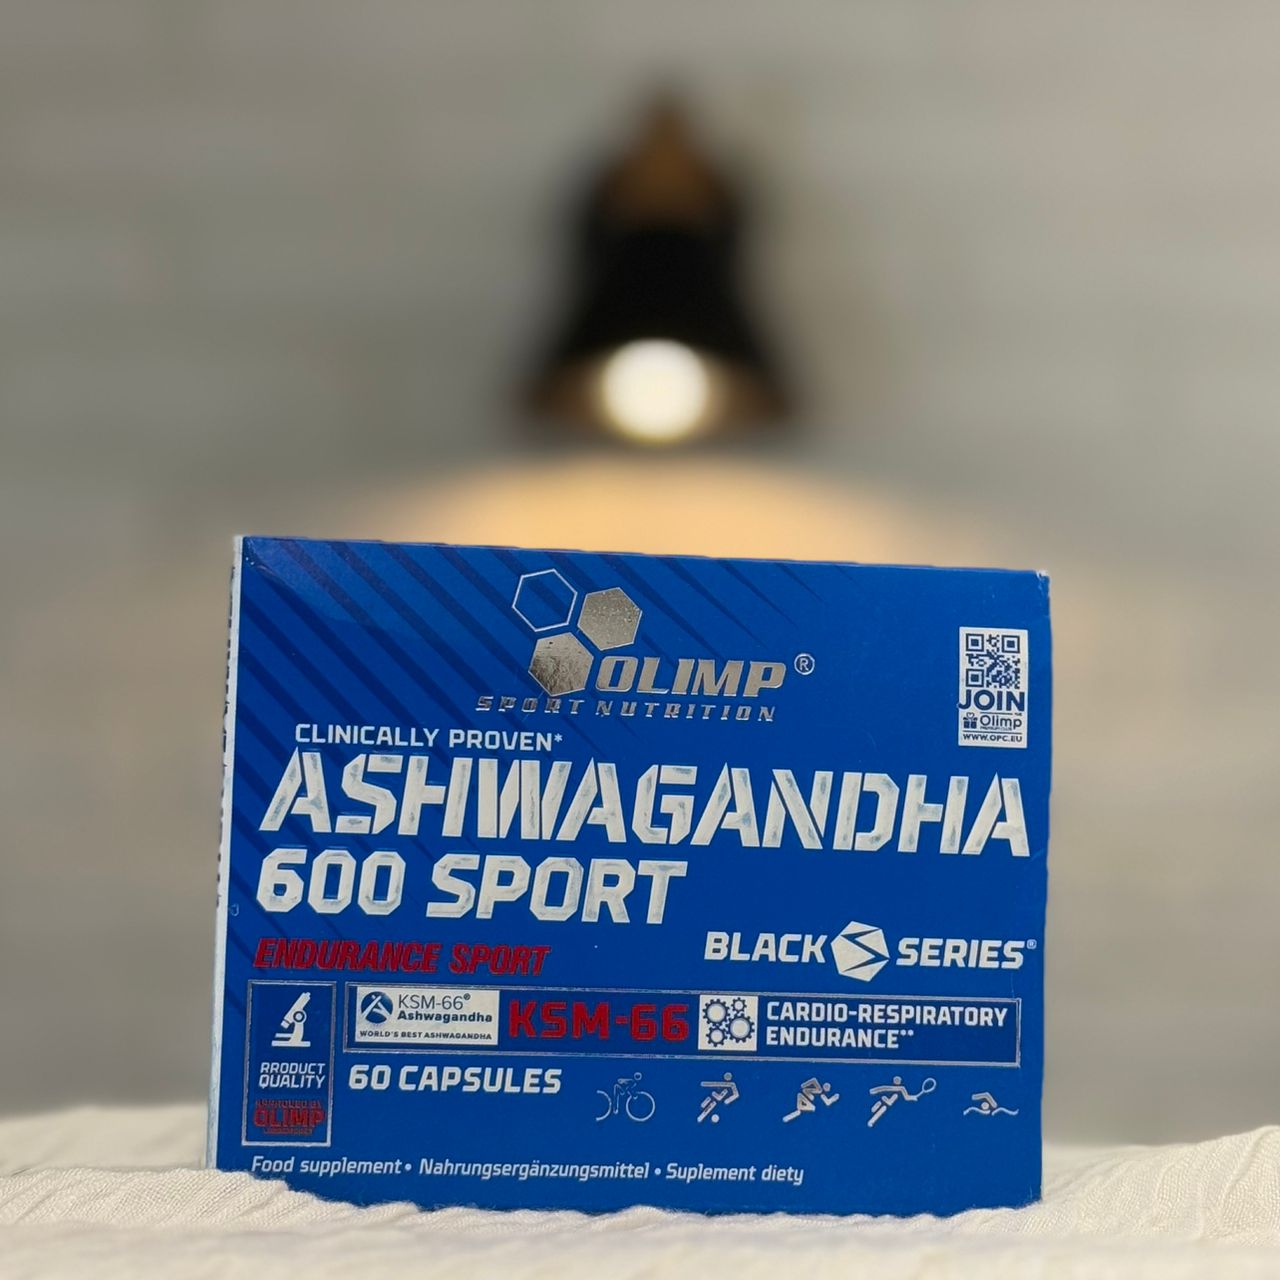 OLIMP®
SPORT NUTRITION
JOIN
Olimp
WWW.OPC.EU
CLINICALLY PROVEN*
ASHWAGANDHA
600 SPORT
ENDURANCE SPORT
BLACK SERIES®
KSM-66®
Ashwagandha
WORLD'S BEST ASHWAGANDHA
KSM-66
CARDIO-RESPIRATORY
ENDURANCE**
PRODUCT
QUALITY
OLIMP
60 CAPSULES
Food supplement • Nahrungsergänzungsmittel • Suplement diety